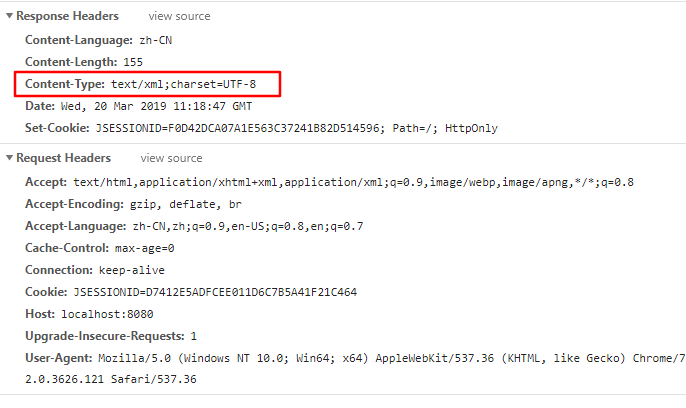 Response Headers view source
Content-Language: zh-CN
Content-Length: 155
Content-Type: text/xml;charset=UTF-8
Date: Wed, 20 Mar 2019 11:18:47 GMT
Set-Cookie: JSESSIONID=F0D42DCA07A1E563C37241B82D514596; Path=/; HttpOnly
Request Headers view source
Accept: text/html,application/xhtml+xml,application/xml;q=0.9,image/webp,image/apng,*/*;q=0.8
Accept-Encoding: gzip, deflate, br
Accept-Language: zh-CN,zh;q=0.9,en-US;q=0.8,en;q=0.7
Cache-Control: max-age=0
Connection: keep-alive
Cookie: JSESSIONID=D7412E5ADFCEE011D6C7B5A41F21C464
Host: localhost:8080
Upgrade-Insecure-Requests: 1
User-Agent: Mozilla/5.0 (Windows NT 10.0; Win64; x64) AppleWebKit/537.36 (KHTML, like Gecko) Chrome/7
2.0.3626.121 Safari/537.36